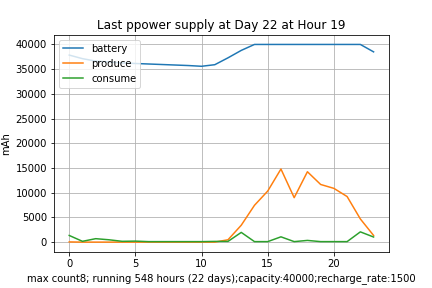 Last ppower supply at Day 22 at Hour 19
40000
35000
30000
25000
20000
15000
10000
5000
0
mAh
battery
produce
consume
0 5 10 15 20
max count8; running 548 hours (22 days);capacity:40000;recharge_rate:1500